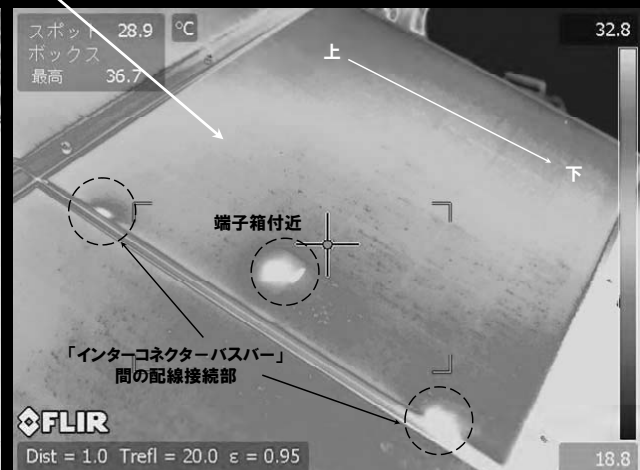 スポット 28.9 °C
ボックス
最高 36.7
32.8
上
下
端子箱付近
「インターコネクターバスバー」
間の配線接続部
FLIR
Dist = 1.0 Trefl = 20.0 ε = 0.95
18.8